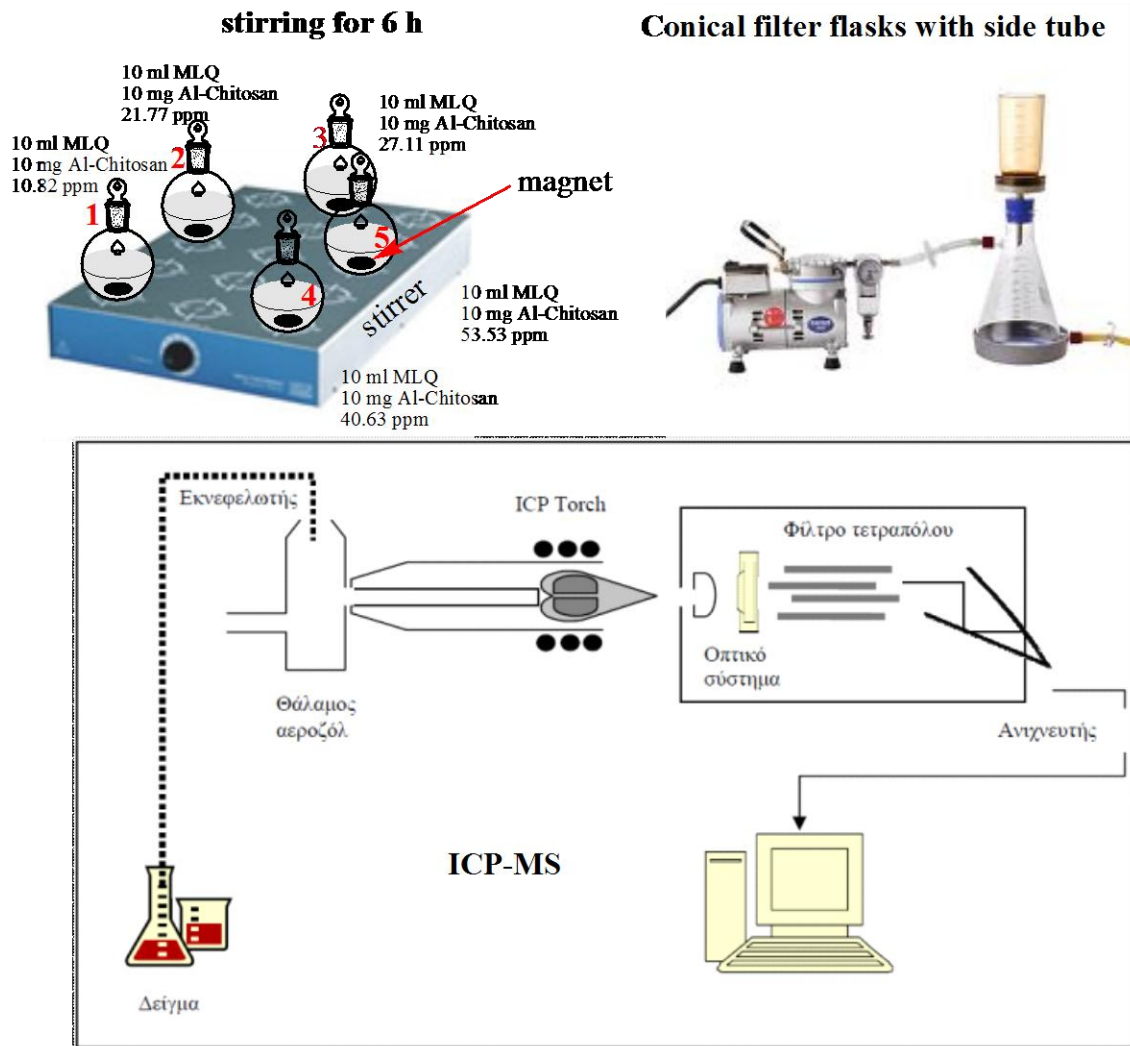 stirring for 6 h
Conical filter flasks with side tube
10 ml MLQ
10 mg Al-Chitosan
10.82 ppm
1
10 ml MLQ
10 mg Al-Chitosan
21.77 ppm
2
3
10 ml MLQ
10 mg Al-Chitosan
27.11 ppm
magnet
5
4
stirrer
10 ml MLQ
10 mg Al-Chitosan
53.53 ppm
10 ml MLQ
10 mg Al-Chitosan
40.63 ppm
Εκνεφελωτής
ICP Torch
Φίλτρο τετραπόλου
Οπτικό
σύστημα
Θάλαμος
αεροζόλ
Ανιχνευτής
ICP-MS
Δείγμα